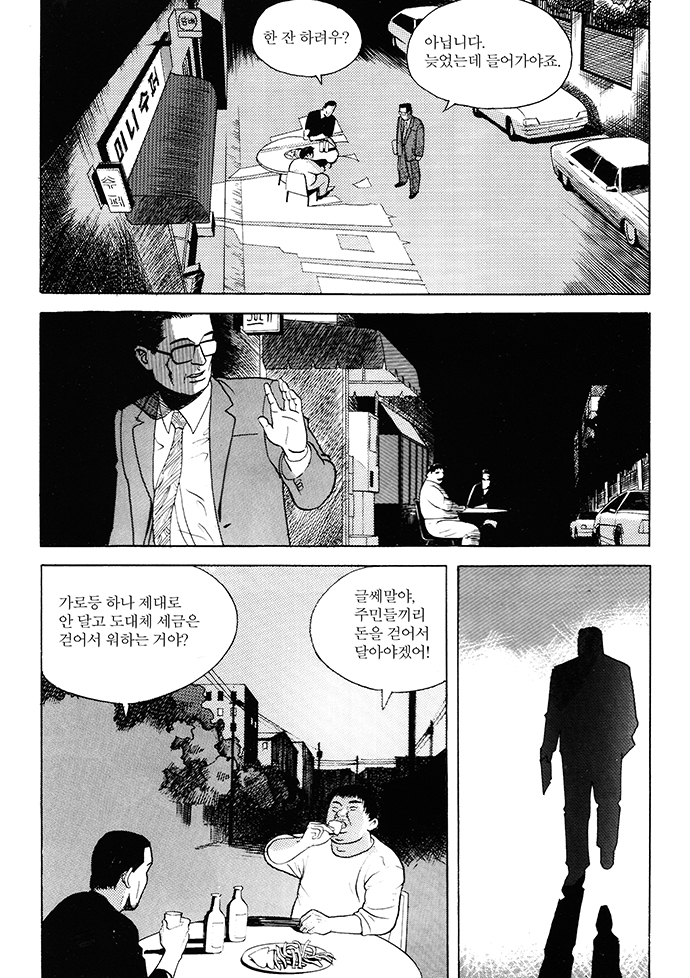 담배
한 잔 하려우?
아닙니다.
늦었는데 들어가야죠.
미니수퍼
슈퍼
가로등 하나 제대로
안 달고 도대체 세금은
걷어서 워하는 거야?
글쎄말야,
주민들끼리
돈을 걷어서
달아야겠어!